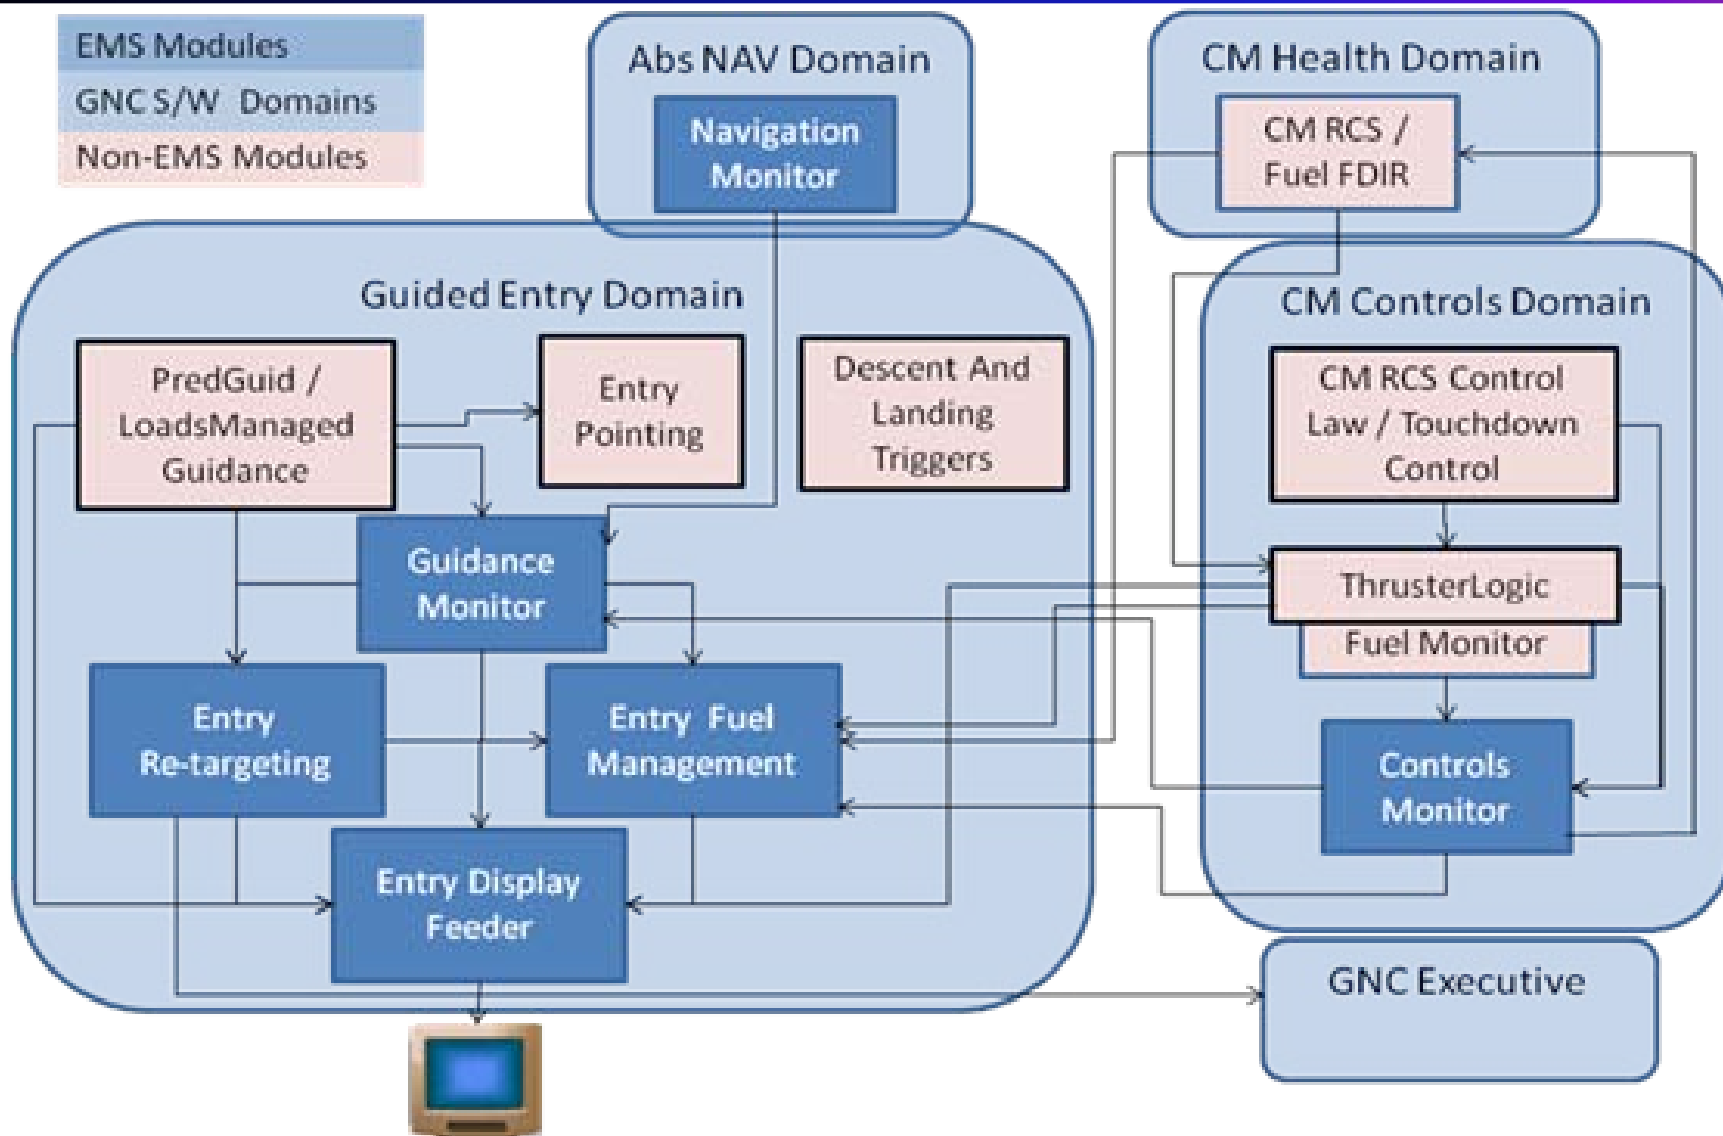 EMS Modules
GNC S/W Domains
Non-EMS Modules
Abs NAV Domain
Navigation
Monitor
CM Health Domain
CM RCS /
Fuel FDIR
Guided Entry Domain
PredGuid /
LoadsManaged
Guidance
Entry
Pointing
Descent And
Landing
Triggers
Guidance
Monitor
Entry
Re-targeting
Entry Fuel
Management
Entry Display
Feeder
CM Controls Domain
CM RCS Control
Law / Touchdown
Control
ThrusterLogic
Fuel Monitor
Controls
Monitor
GNC Executive